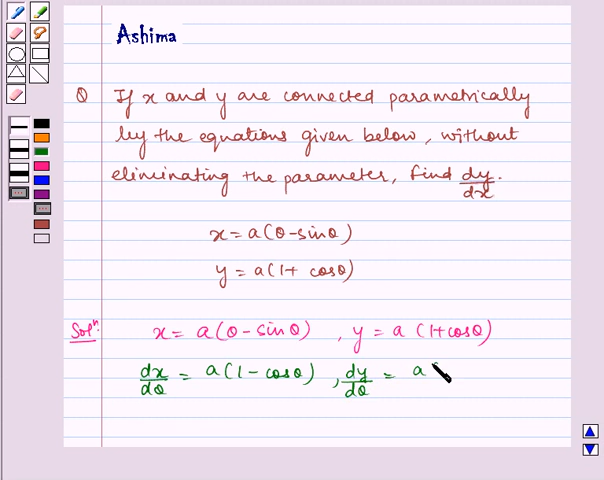 Ashima
Q If x and y are connected parametrically
by the equations given below, without
eliminating the parameter, find dy/dx.
x = a(θ - sinθ)
y = a(1 + cosθ)
Solⁿ. x = a(θ - sinθ) , y = a (1 + cosθ)
dx/dθ = a(1 - cosθ) , dy/dθ = a